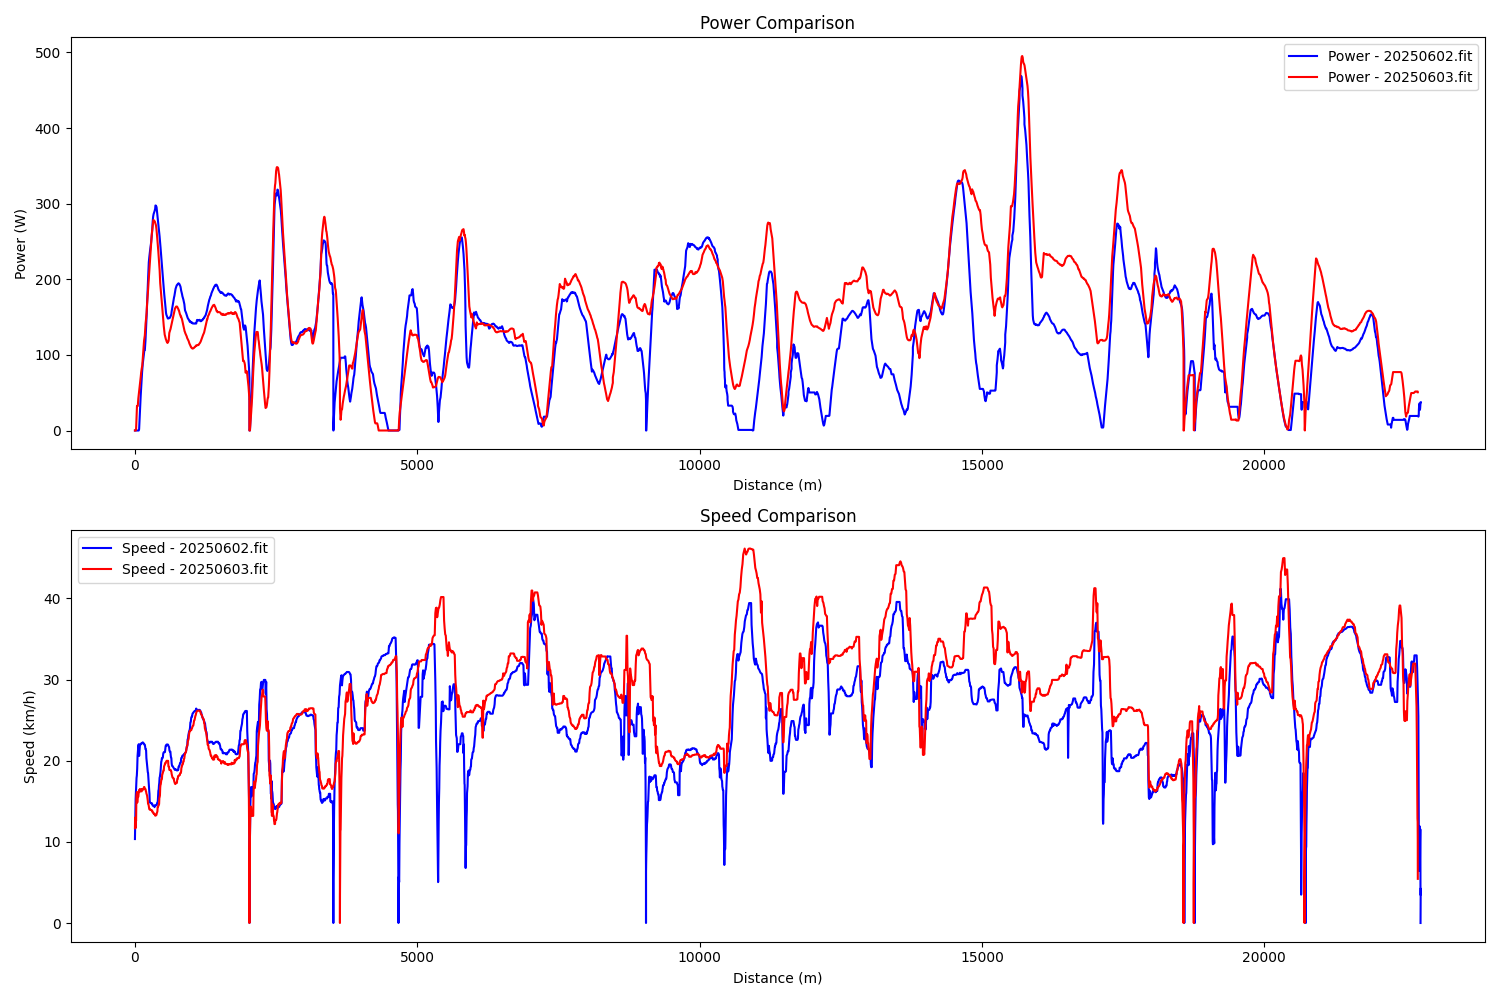 Power Comparison
Power (W)
500
400
300
200
100
0
Power - 20250602.fit
Power - 20250603.fit
0
5000
10000
15000
20000
Distance (m)
Speed Comparison
Speed (km/h)
40
30
20
10
0
Speed - 20250602.fit
Speed - 20250603.fit
0
5000
10000
15000
20000
Distance (m)